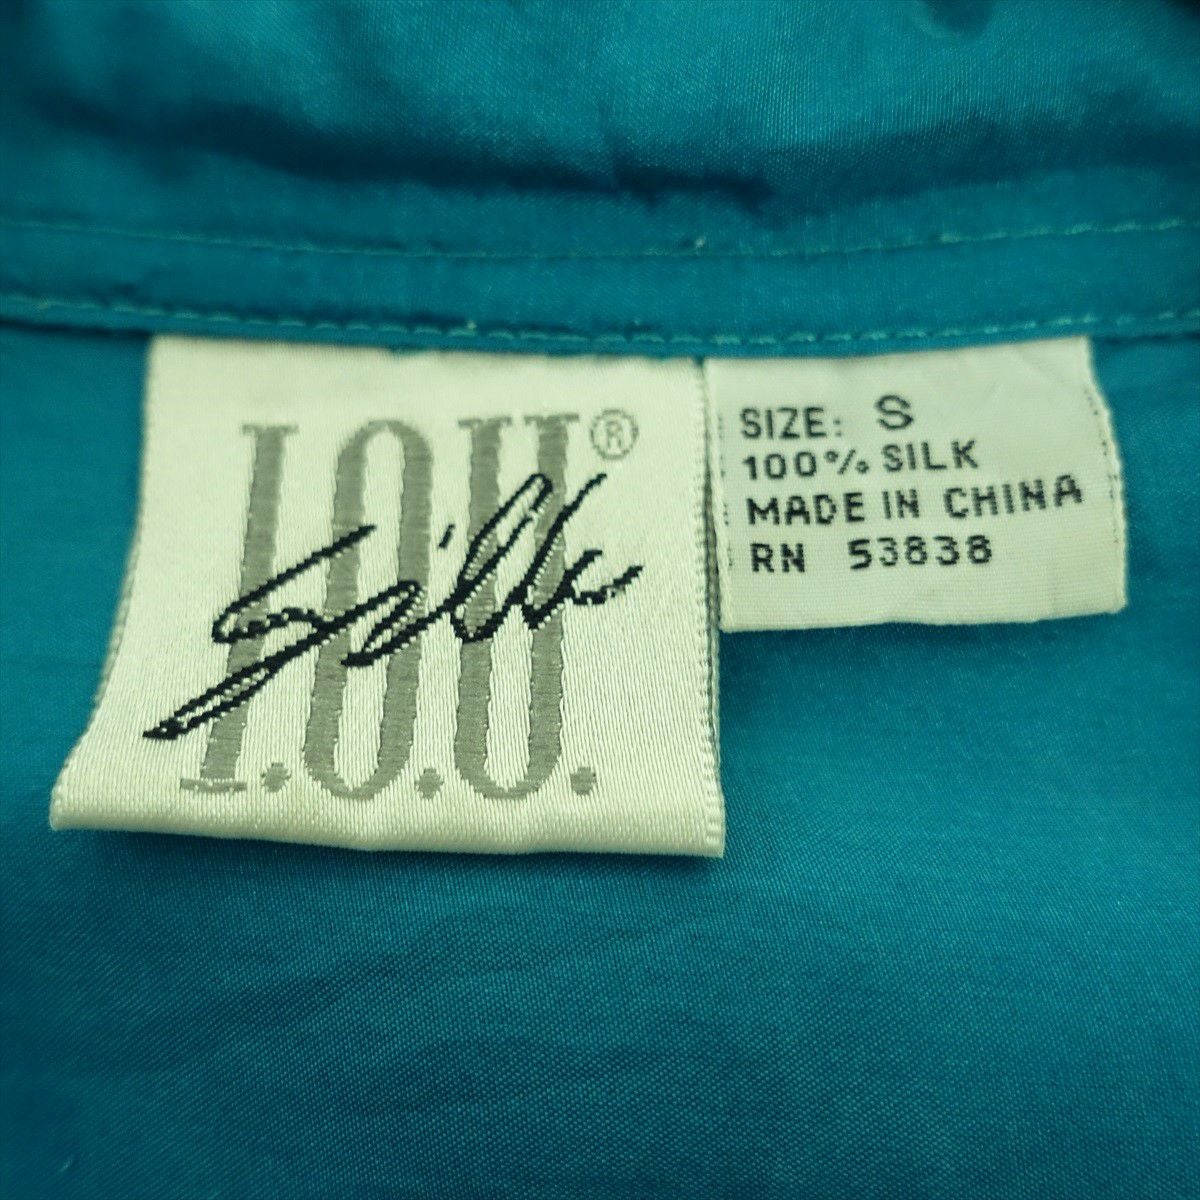 I.O.U.®
Silk
SIZE: S
100% SILK
MADE IN CHINA
RN 53838